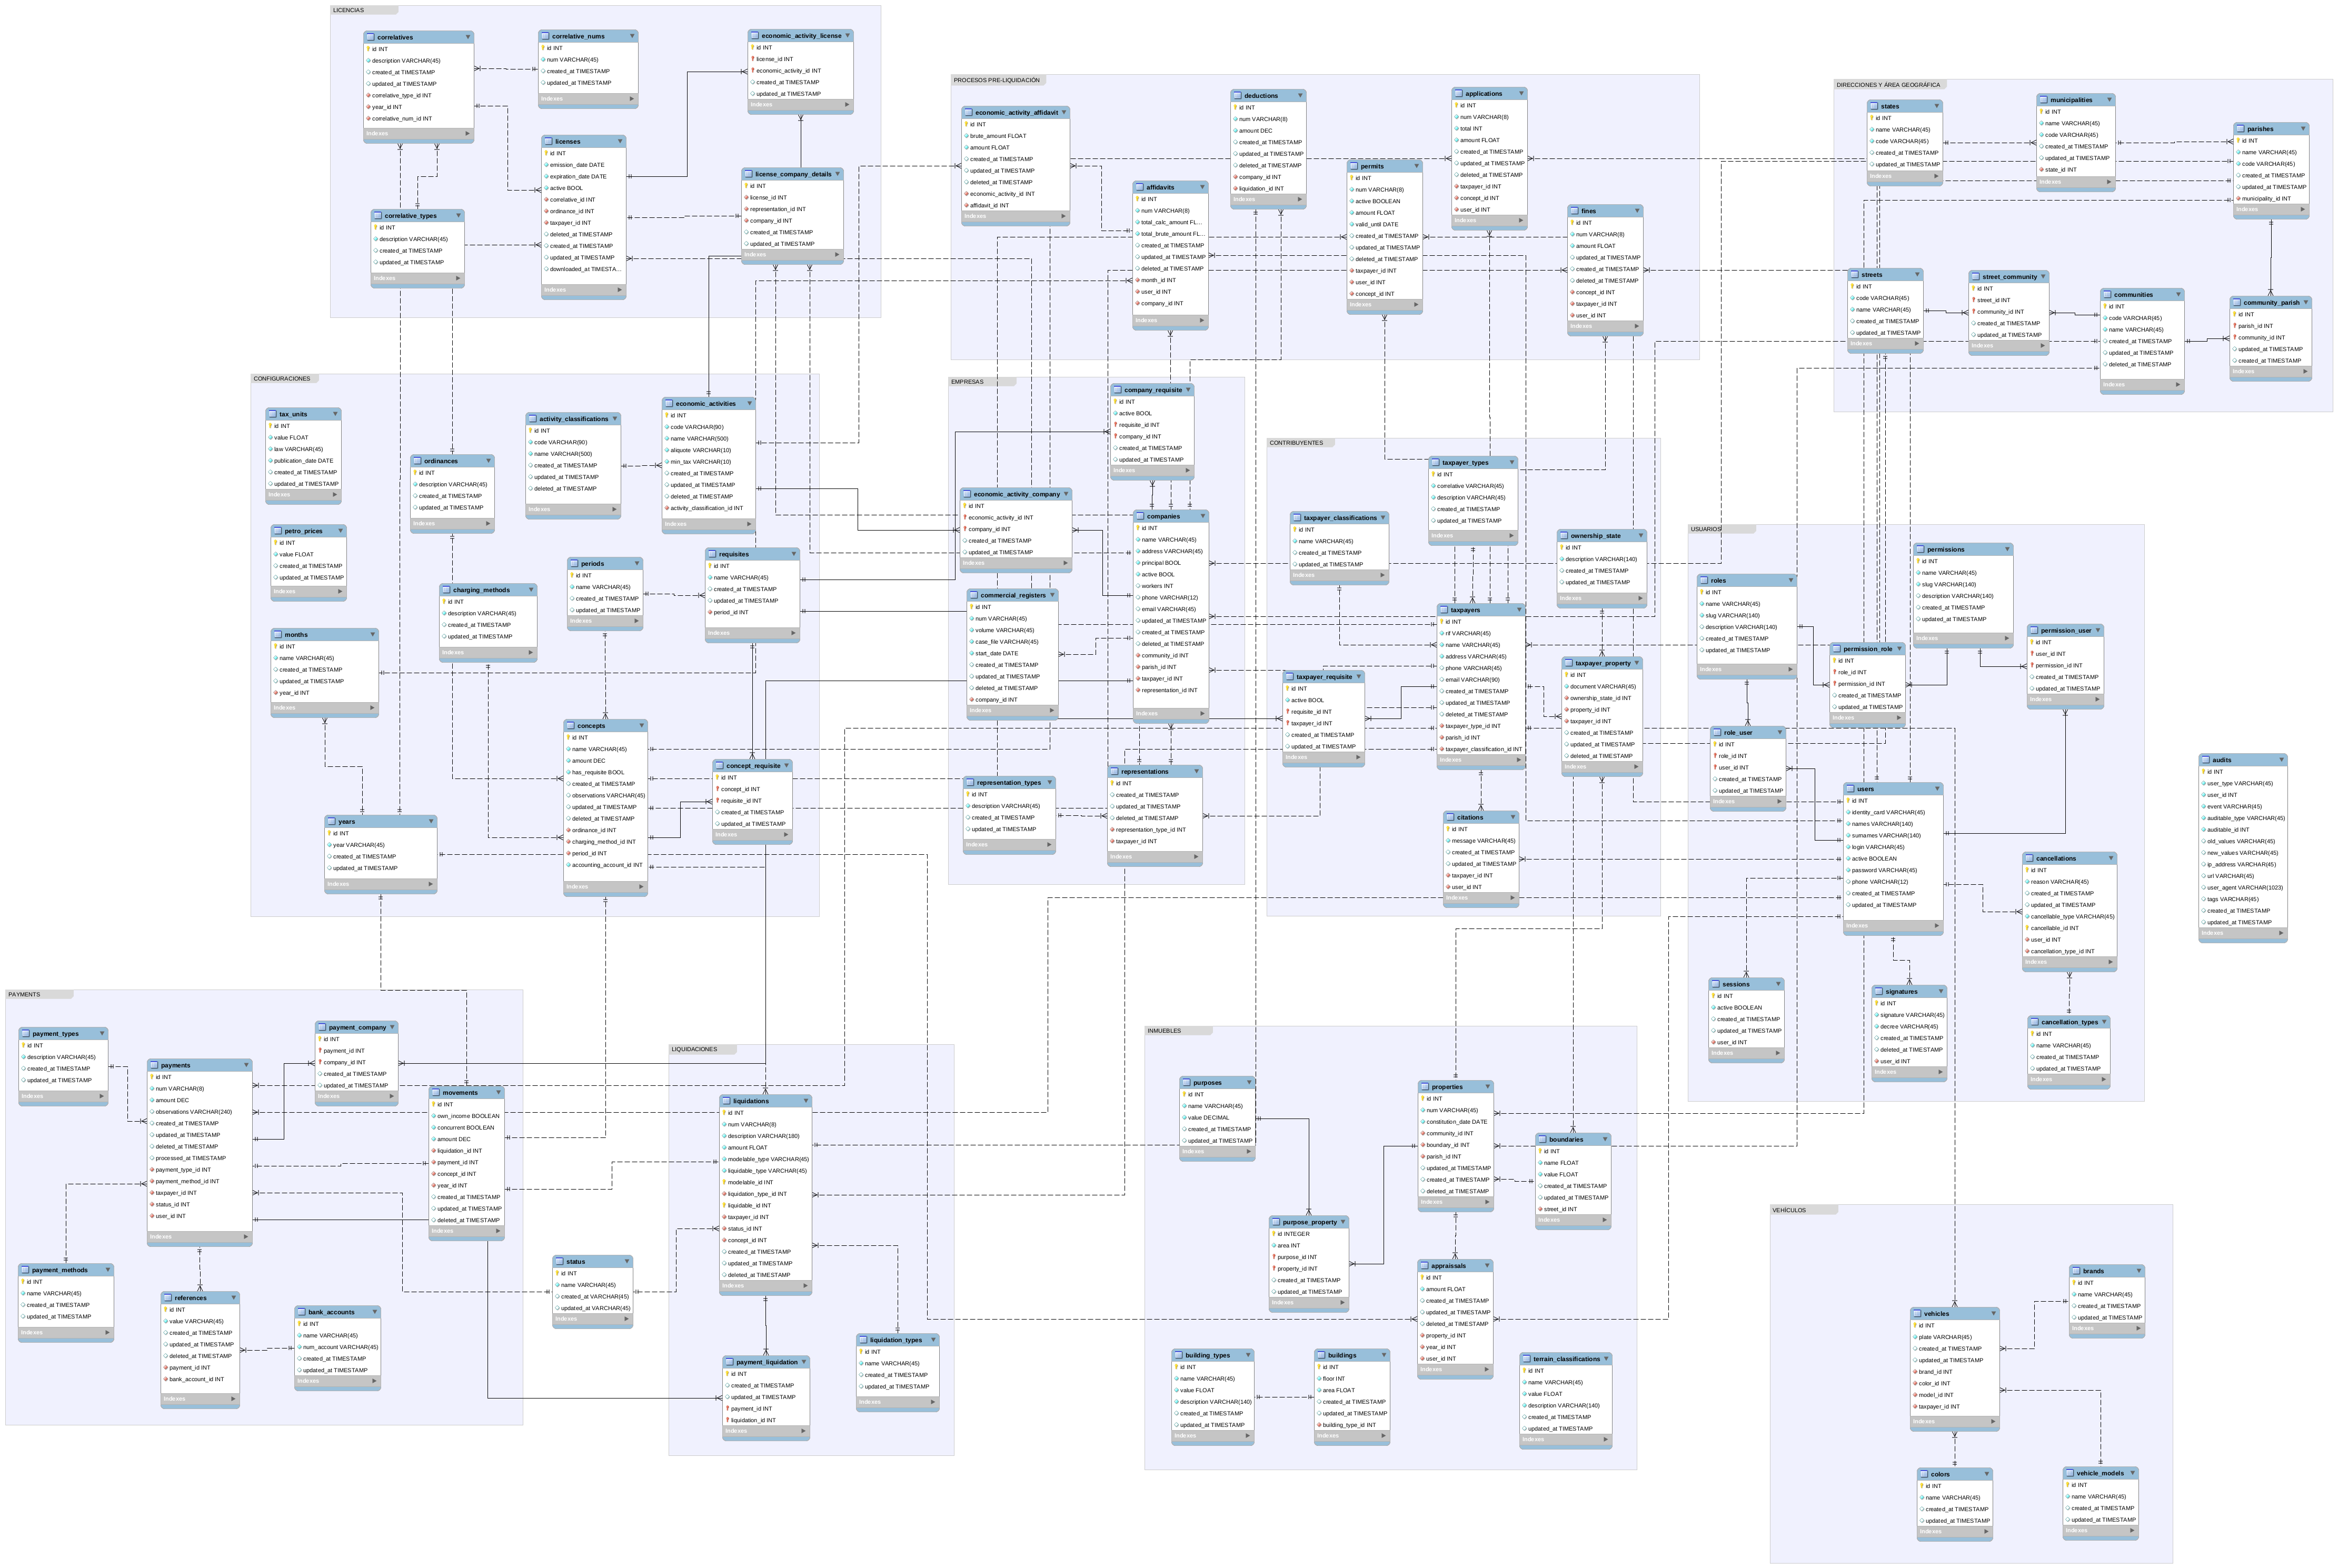 LICENCIAS
correlatives
id INT
description VARCHAR(45)
created_at TIMESTAMP
updated_at TIMESTAMP
correlative_type_id INT
year_id INT
correlative_num_id INT
Indexes
correlative_nums
id INT
num VARCHAR(45)
created_at TIMESTAMP
updated_at TIMESTAMP
Indexes
economic_activity_license
id INT
license_id INT
economic_activity_id INT
created_at TIMESTAMP
updated_at TIMESTAMP
Indexes
licenses
id INT
emission_date DATE
expiration_date DATE
active BOOL
correlative_id INT
ordinance_id INT
taxpayer_id INT
deleted_at TIMESTAMP
created_at TIMESTAMP
updated_at TIMESTAMP
downloaded_at TIMESTA...
Indexes
license_company_details
id INT
license_id INT
representation_id INT
company_id INT
created_at TIMESTAMP
updated_at TIMESTAMP
Indexes
correlative_types
id INT
description VARCHAR(45)
created_at TIMESTAMP
updated_at TIMESTAMP
Indexes
PROCESOS PRE-LIQUIDACIÓN
economic_activity_affidavit
id INT
brute_amount FLOAT
amount FLOAT
created_at TIMESTAMP
updated_at TIMESTAMP
deleted_at TIMESTAMP
economic_activity_id INT
affidavit_id INT
Indexes
deductions
id INT
num VARCHAR(8)
amount DEC
created_at TIMESTAMP
updated_at TIMESTAMP
deleted_at TIMESTAMP
company_id INT
liquidation_id INT
Indexes
applications
id INT
num VARCHAR(8)
total INT
amount FLOAT
created_at TIMESTAMP
updated_at TIMESTAMP
deleted_at TIMESTAMP
taxpayer_id INT
concept_id INT
user_id INT
Indexes
affidavits
id INT
num VARCHAR(8)
total_calc_amount FL...
total_brute_amount FL...
created_at TIMESTAMP
updated_at TIMESTAMP
deleted_at TIMESTAMP
month_id INT
user_id INT
company_id INT
Indexes
permits
id INT
num VARCHAR(8)
active BOOLEAN
amount FLOAT
valid_until DATE
created_at TIMESTAMP
updated_at TIMESTAMP
deleted_at TIMESTAMP
taxpayer_id INT
user_id INT
concept_id INT
Indexes
fines
id INT
num VARCHAR(8)
amount FLOAT
updated_at TIMESTAMP
created_at TIMESTAMP
deleted_at TIMESTAMP
concept_id INT
taxpayer_id INT
user_id INT
Indexes
DIRECCIONES Y ÁREA GEOGRÁFICA
states
id INT
name VARCHAR(45)
code VARCHAR(45)
created_at TIMESTAMP
updated_at TIMESTAMP
Indexes
municipalities
id INT
name VARCHAR(45)
code VARCHAR(45)
created_at TIMESTAMP
updated_at TIMESTAMP
state_id INT
Indexes
parishes
id INT
name VARCHAR(45)
code VARCHAR(45)
created_at TIMESTAMP
updated_at TIMESTAMP
municipality_id INT
Indexes
streets
id INT
code VARCHAR(45)
name VARCHAR(45)
created_at TIMESTAMP
updated_at TIMESTAMP
Indexes
street_community
id INT
street_id INT
community_id INT
created_at TIMESTAMP
updated_at TIMESTAMP
Indexes
communities
id INT
code VARCHAR(45)
name VARCHAR(45)
created_at TIMESTAMP
updated_at TIMESTAMP
deleted_at TIMESTAMP
Indexes
community_parish
id INT
parish_id INT
community_id INT
updated_at TIMESTAMP
created_at TIMESTAMP
Indexes
CONFIGURACIONES
tax_units
id INT
value FLOAT
law VARCHAR(45)
publication_date DATE
created_at TIMESTAMP
updated_at TIMESTAMP
Indexes
ordinances
id INT
description VARCHAR(45)
created_at TIMESTAMP
updated_at TIMESTAMP
Indexes
activity_classifications
id INT
code VARCHAR(90)
name VARCHAR(500)
created_at TIMESTAMP
updated_at TIMESTAMP
deleted_at TIMESTAMP
Indexes
economic_activities
id INT
code VARCHAR(90)
name VARCHAR(500)
aliquote VARCHAR(10)
min_tax VARCHAR(10)
created_at TIMESTAMP
updated_at TIMESTAMP
deleted_at TIMESTAMP
activity_classification_id INT
Indexes
petro_prices
id INT
value FLOAT
created_at TIMESTAMP
updated_at TIMESTAMP
Indexes
charging_methods
id INT
description VARCHAR(45)
created_at TIMESTAMP
updated_at TIMESTAMP
Indexes
periods
id INT
name VARCHAR(45)
created_at TIMESTAMP
updated_at TIMESTAMP
Indexes
requisites
id INT
name VARCHAR(45)
created_at TIMESTAMP
updated_at TIMESTAMP
period_id INT
Indexes
months
id INT
name VARCHAR(45)
created_at TIMESTAMP
updated_at TIMESTAMP
year_id INT
Indexes
concepts
id INT
name VARCHAR(45)
amount DEC
has_requisite BOOL
created_at TIMESTAMP
observations VARCHAR(45)
updated_at TIMESTAMP
deleted_at TIMESTAMP
ordinance_id INT
charging_method_id INT
period_id INT
accounting_account_id INT
Indexes
concept_requisite
id INT
concept_id INT
requisite_id INT
created_at TIMESTAMP
updated_at TIMESTAMP
Indexes
years
id INT
year VARCHAR(45)
created_at TIMESTAMP
updated_at TIMESTAMP
Indexes
EMPRESAS
company_requisite
id INT
active BOOL
requisite_id INT
company_id INT
created_at TIMESTAMP
updated_at TIMESTAMP
Indexes
economic_activity_company
id INT
economic_activity_id INT
company_id INT
created_at TIMESTAMP
updated_at TIMESTAMP
Indexes
companies
id INT
name VARCHAR(45)
address VARCHAR(45)
principal BOOL
active BOOL
workers INT
phone VARCHAR(12)
email VARCHAR(45)
updated_at TIMESTAMP
created_at TIMESTAMP
deleted_at TIMESTAMP
community_id INT
parish_id INT
taxpayer_id INT
representation_id INT
Indexes
commercial_registers
id INT
num VARCHAR(45)
volume VARCHAR(45)
case_file VARCHAR(45)
start_date DATE
created_at TIMESTAMP
updated_at TIMESTAMP
deleted_at TIMESTAMP
company_id INT
Indexes
representation_types
id INT
description VARCHAR(45)
created_at TIMESTAMP
updated_at TIMESTAMP
Indexes
representations
id INT
created_at TIMESTAMP
updated_at TIMESTAMP
deleted_at TIMESTAMP
representation_type_id INT
taxpayer_id INT
Indexes
CONTRIBUYENTES
taxpayer_types
id INT
correlative VARCHAR(45)
description VARCHAR(45)
created_at TIMESTAMP
updated_at TIMESTAMP
Indexes
taxpayer_classifications
id INT
name VARCHAR(45)
created_at TIMESTAMP
updated_at TIMESTAMP
Indexes
ownership_state
id INT
description VARCHAR(140)
created_at TIMESTAMP
updated_at TIMESTAMP
Indexes
taxpayers
id INT
rif VARCHAR(45)
name VARCHAR(45)
address VARCHAR(45)
phone VARCHAR(45)
email VARCHAR(90)
created_at TIMESTAMP
updated_at TIMESTAMP
deleted_at TIMESTAMP
taxpayer_type_id INT
parish_id INT
taxpayer_classification_id INT
Indexes
taxpayer_requisite
id INT
active BOOL
requisite_id INT
taxpayer_id INT
created_at TIMESTAMP
updated_at TIMESTAMP
Indexes
taxpayer_property
id INT
document VARCHAR(45)
ownership_state_id INT
property_id INT
taxpayer_id INT
created_at TIMESTAMP
updated_at TIMESTAMP
deleted_at TIMESTAMP
Indexes
citations
id INT
message VARCHAR(45)
created_at TIMESTAMP
updated_at TIMESTAMP
taxpayer_id INT
user_id INT
Indexes
USUARIOS
roles
id INT
name VARCHAR(45)
slug VARCHAR(140)
description VARCHAR(140)
created_at TIMESTAMP
updated_at TIMESTAMP
Indexes
permissions
id INT
name VARCHAR(45)
slug VARCHAR(140)
description VARCHAR(140)
created_at TIMESTAMP
updated_at TIMESTAMP
Indexes
permission_role
id INT
role_id INT
permission_id INT
created_at TIMESTAMP
updated_at TIMESTAMP
Indexes
permission_user
id INT
user_id INT
permission_id INT
created_at TIMESTAMP
updated_at TIMESTAMP
Indexes
role_user
id INT
role_id INT
user_id INT
created_at TIMESTAMP
updated_at TIMESTAMP
Indexes
users
id INT
identity_card VARCHAR(45)
names VARCHAR(140)
surnames VARCHAR(140)
login VARCHAR(45)
active BOOLEAN
password VARCHAR(45)
phone VARCHAR(12)
created_at TIMESTAMP
updated_at TIMESTAMP
Indexes
cancellations
id INT
reason VARCHAR(45)
created_at TIMESTAMP
updated_at TIMESTAMP
cancellable_type VARCHAR(45)
cancellable_id INT
user_id INT
cancellation_type_id INT
Indexes
sessions
id INT
active BOOLEAN
created_at TIMESTAMP
updated_at TIMESTAMP
user_id INT
Indexes
signatures
id INT
signature VARCHAR(45)
decree VARCHAR(45)
created_at TIMESTAMP
deleted_at TIMESTAMP
user_id INT
Indexes
cancellation_types
id INT
name VARCHAR(45)
created_at TIMESTAMP
updated_at TIMESTAMP
Indexes
audits
id INT
user_type VARCHAR(45)
user_id INT
event VARCHAR(45)
auditable_type VARCHAR(45)
auditable_id INT
old_values VARCHAR(45)
new_values VARCHAR(45)
ip_address VARCHAR(45)
url VARCHAR(45)
user_agent VARCHAR(1023)
tags VARCHAR(45)
created_at TIMESTAMP
updated_at TIMESTAMP
Indexes
PAYMENTS
payment_types
id INT
description VARCHAR(45)
created_at TIMESTAMP
updated_at TIMESTAMP
Indexes
payments
id INT
num VARCHAR(8)
amount DEC
observations VARCHAR(240)
created_at TIMESTAMP
updated_at TIMESTAMP
deleted_at TIMESTAMP
processed_at TIMESTAMP
payment_type_id INT
payment_method_id INT
taxpayer_id INT
status_id INT
user_id INT
Indexes
payment_company
id INT
payment_id INT
company_id INT
created_at TIMESTAMP
updated_at TIMESTAMP
Indexes
movements
id INT
own_income BOOLEAN
concurrent BOOLEAN
amount DEC
liquidation_id INT
payment_id INT
concept_id INT
year_id INT
created_at TIMESTAMP
updated_at TIMESTAMP
deleted_at TIMESTAMP
Indexes
payment_methods
id INT
name VARCHAR(45)
created_at TIMESTAMP
updated_at TIMESTAMP
Indexes
references
id INT
value VARCHAR(45)
created_at TIMESTAMP
updated_at TIMESTAMP
deleted_at TIMESTAMP
payment_id INT
bank_account_id INT
Indexes
bank_accounts
id INT
name VARCHAR(45)
num_account VARCHAR(45)
created_at TIMESTAMP
updated_at TIMESTAMP
Indexes
status
id INT
name VARCHAR(45)
created_at VARCHAR(45)
updated_at VARCHAR(45)
Indexes
LIQUIDACIONES
liquidations
id INT
num VARCHAR(8)
description VARCHAR(180)
amount FLOAT
modelable_type VARCHAR(45)
liquidable_type VARCHAR(45)
modelable_id INT
liquidation_type_id INT
liquidable_id INT
taxpayer_id INT
status_id INT
concept_id INT
created_at TIMESTAMP
updated_at TIMESTAMP
deleted_at TIMESTAMP
Indexes
liquidation_types
id INT
name VARCHAR(45)
created_at TIMESTAMP
updated_at TIMESTAMP
Indexes
payment_liquidation
id INT
created_at TIMESTAMP
updated_at TIMESTAMP
payment_id INT
liquidation_id INT
Indexes
INMUEBLES
purposes
id INT
name VARCHAR(45)
value DECIMAL
created_at TIMESTAMP
updated_at TIMESTAMP
Indexes
properties
id INT
num VARCHAR(45)
constitution_date DATE
community_id INT
boundary_id INT
parish_id INT
updated_at TIMESTAMP
created_at TIMESTAMP
deleted_at TIMESTAMP
Indexes
boundaries
id INT
name FLOAT
value FLOAT
created_at TIMESTAMP
updated_at TIMESTAMP
street_id INT
Indexes
purpose_property
id INTEGER
area INT
purpose_id INT
property_id INT
created_at TIMESTAMP
updated_at TIMESTAMP
Indexes
appraissals
id INT
amount FLOAT
created_at TIMESTAMP
updated_at TIMESTAMP
deleted_at TIMESTAMP
property_id INT
year_id INT
user_id INT
Indexes
building_types
id INT
name VARCHAR(45)
value FLOAT
description VARCHAR(140)
created_at TIMESTAMP
updated_at TIMESTAMP
Indexes
buildings
id INT
floor INT
area FLOAT
created_at TIMESTAMP
updated_at TIMESTAMP
building_type_id INT
Indexes
terrain_classifications
id INT
name VARCHAR(45)
value FLOAT
description VARCHAR(140)
created_at TIMESTAMP
updated_at TIMESTAMP
Indexes
VEHÍCULOS
brands
id INT
name VARCHAR(45)
created_at TIMESTAMP
updated_at TIMESTAMP
Indexes
vehicles
id INT
plate VARCHAR(45)
created_at TIMESTAMP
updated_at TIMESTAMP
brand_id INT
color_id INT
model_id INT
taxpayer_id INT
Indexes
colors
id INT
name VARCHAR(45)
created_at TIMESTAMP
updated_at TIMESTAMP
Indexes
vehicle_models
id INT
name VARCHAR(45)
created_at TIMESTAMP
updated_at TIMESTAMP
Indexes